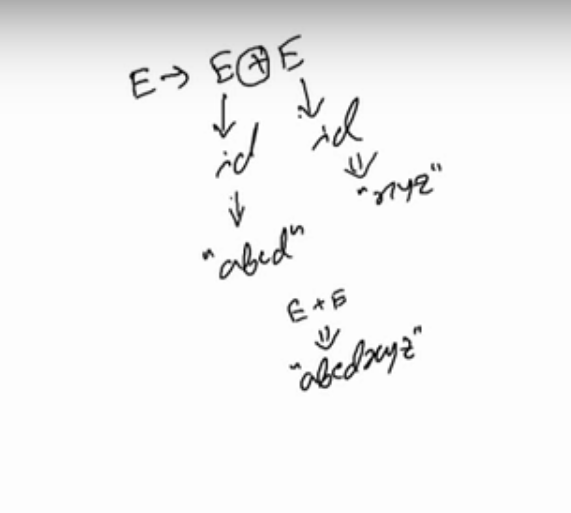 E → E + E
↓ ↓
id id
↓ ⇓
"abcd" "xyz"
E + E
⇓
"abcdxyz"